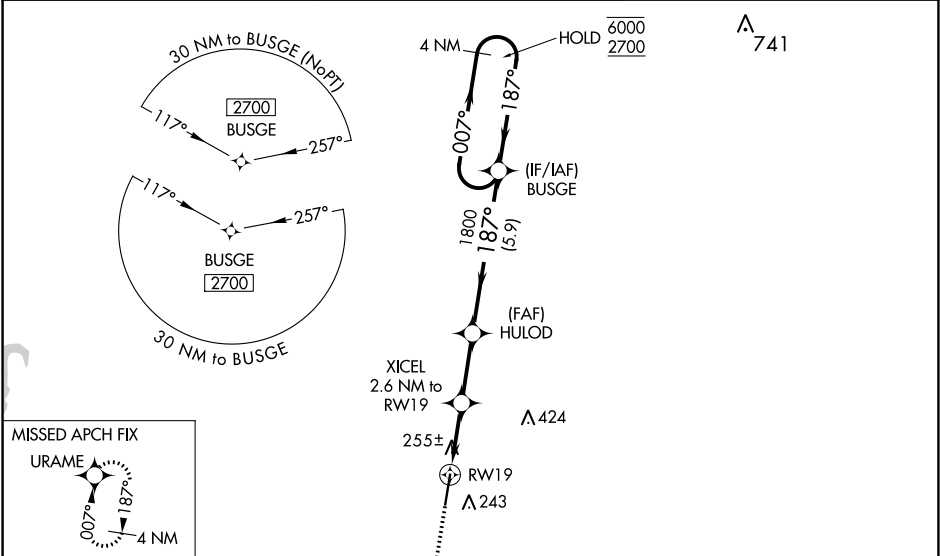 30 NM to BUSGE (NoPT)
2700
BUSGE
117°
257°
117°
257°
BUSGE
2700
30 NM to BUSGE
4 NM
HOLD
6000
2700
741
187°
007°
(IF/IAF)
BUSGE
1800
187°
(5.9)
(FAF)
HULOD
XICEL
2.6 NM to
RW19
424
255±
RW19
243
MISSED APCH FIX
URAME
007°
187°
4 NM